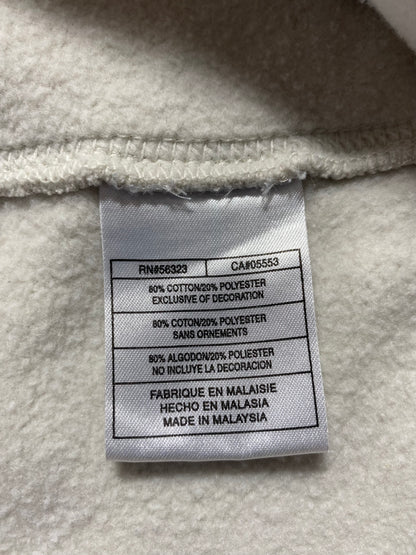 RN#56323 CA#05553
80% COTTON/20% POLYESTER
EXCLUSIVE OF DECORATION
80% COTON/20% POLYESTER
SANS ORNEMENTS
80% ALGODON/20% POLIESTER
NO INCLUYE LA DECORACION
FABRIQUE EN MALAISIE
HECHO EN MALASIA
MADE IN MALAYSIA